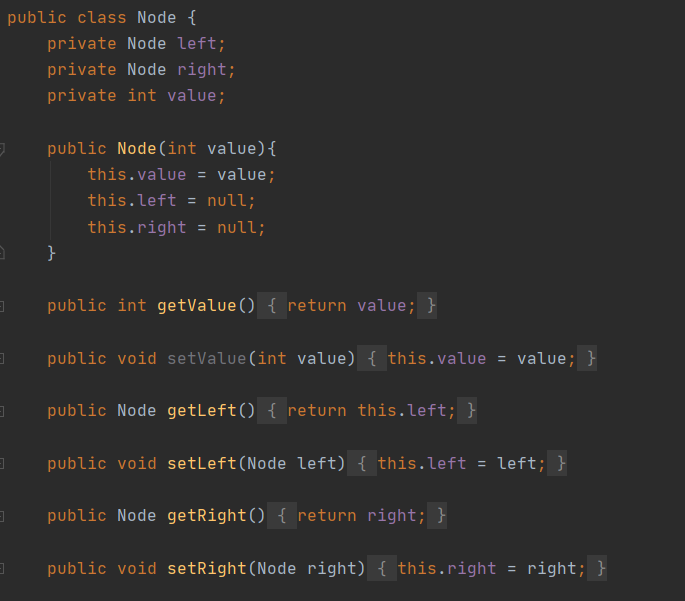 public class Node {
    private Node left;
    private Node right;
    private int value;

    public Node(int value){
        this.value = value;
        this.left = null;
        this.right = null;
    }

    public int getValue() { return value; }

    public void setValue(int value) { this.value = value; }

    public Node getLeft() { return this.left; }

    public void setLeft(Node left) { this.left = left; }

    public Node getRight() { return right; }

    public void setRight(Node right) { this.right = right; }